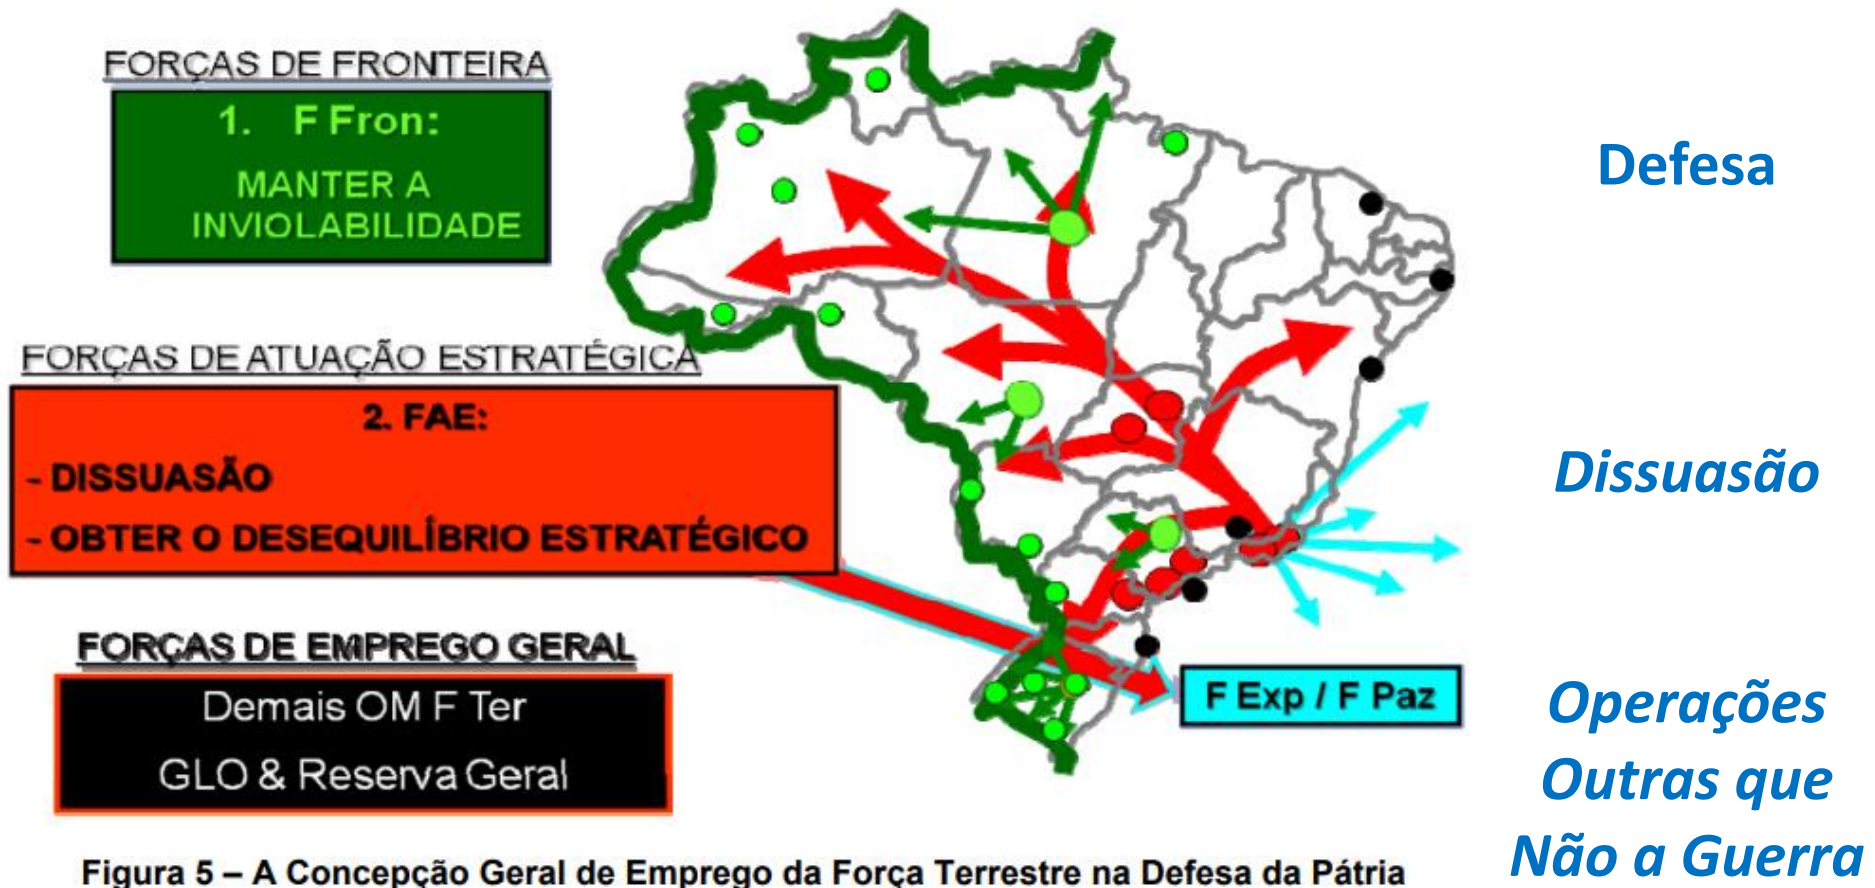 FORÇAS DE FRONTEIRA
1. F Fron:
MANTER A
INVIOLABILIDADE
FORÇAS DE ATUAÇÃO ESTRATÉGICA
2. FAE:
- DISSUASÃO
- OBTER O DESEQUILÍBRIO ESTRATÉGICO
FORÇAS DE EMPREGO GERAL
Demais OM F Ter
GLO & Reserva Geral
F Exp / F Paz
Defesa
Dissuasão
Operações
Outras que
Não a Guerra
Figura 5 – A Concepção Geral de Emprego da Força Terrestre na Defesa da Pátria